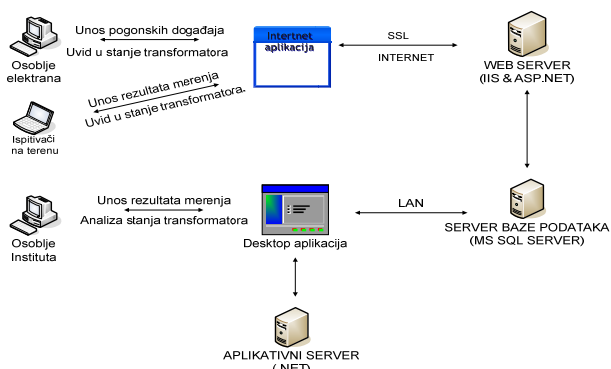 Unos pogonskih događaja
Uvid u stanje transformatora
Osoblje
elektrana
Internet
aplikacija
SSL
INTERNET
WEB SERVER
(IIS & ASP.NET)
Unos rezultata merenja
Uvid u stanje transformatora.
Ispitivači
na terenu
Unos rezultata merenja
Analiza stanja transformatora
Osoblje
Instituta
Desktop aplikacija
LAN
SERVER BAZE PODATAKA
(MS SQL SERVER)
APLIKATIVNI SERVER
(.NET)